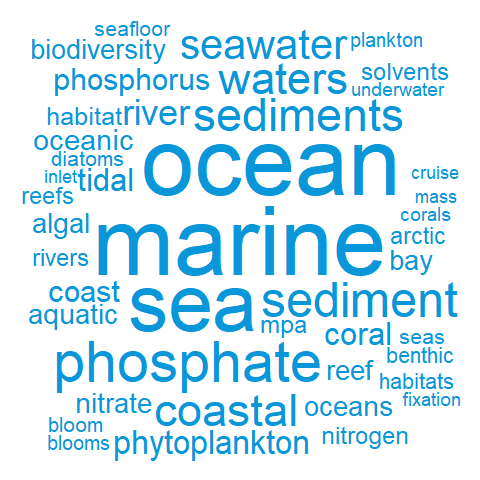 seafloor
biodiversity
seawater
plankton
phosphorus
waters
solvents
underwater
habitat
river
sediments
oceanic
ocean
diatoms
inlet
tidal
cruise
reefs
mass
corals
algal
marine
arctic
rivers
bay
coast
sea
sediment
aquatic
mpa
coral
seas
phosphate
benthic
reef
habitats
nitrate
coastal
oceans
fixation
bloom
blooms
phytoplankton
nitrogen